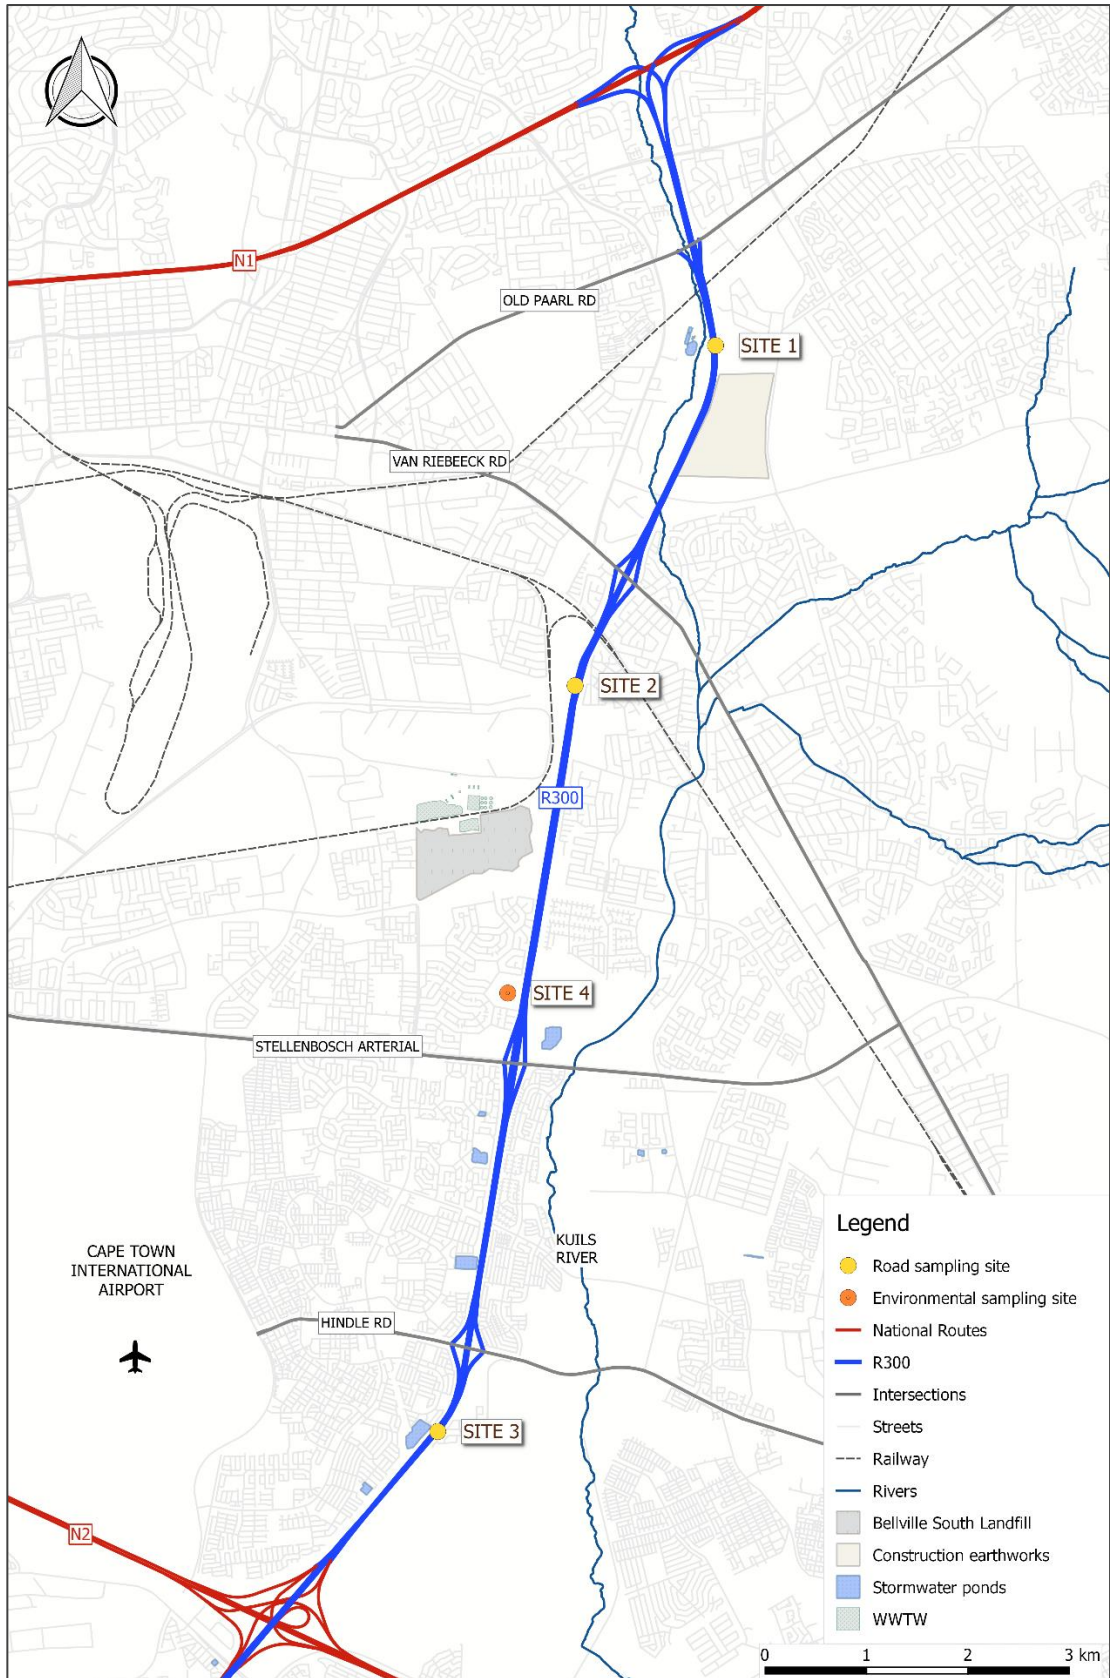 N1
OLD PAARL RD
SITE 1
VAN RIEBEECK RD
SITE 2
R300
SITE 4
STELLENBOSCH ARTERIAL
KUILS
RIVER
CAPE TOWN
INTERNATIONAL
AIRPORT
HINDLE RD
SITE 3
N2
Legend
Road sampling site
Environmental sampling site
National Routes
R300
Intersections
Streets
Railway
Rivers
Bellville South Landfill
Construction earthworks
Stormwater ponds
WWTW
0 1 2 3 km